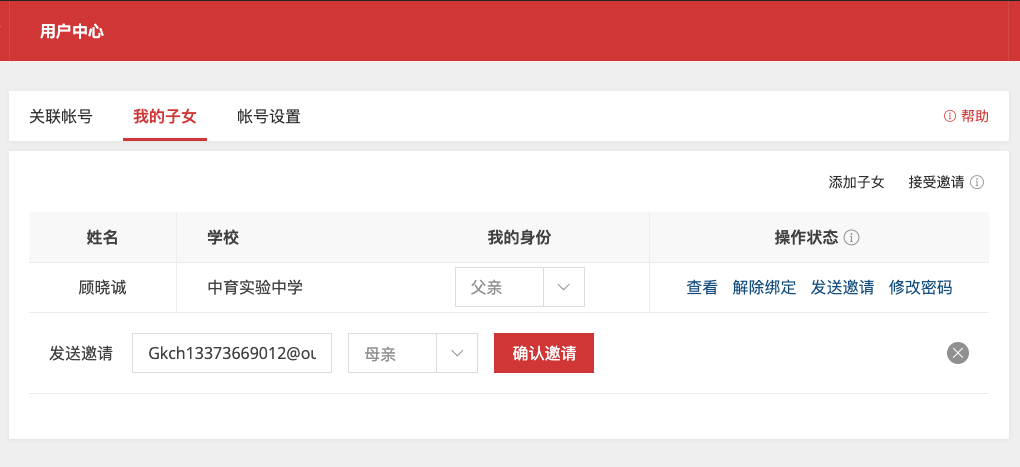 用户中心
关联帐号 我的子女 帐号设置 帮助
添加子女 接受邀请
姓名 学校 我的身份 操作状态
顾晓诚 中育实验中学 父亲 查看 解除绑定 发送邀请 修改密码
发送邀请 Gkch13373669012@ou 母亲 确认邀请